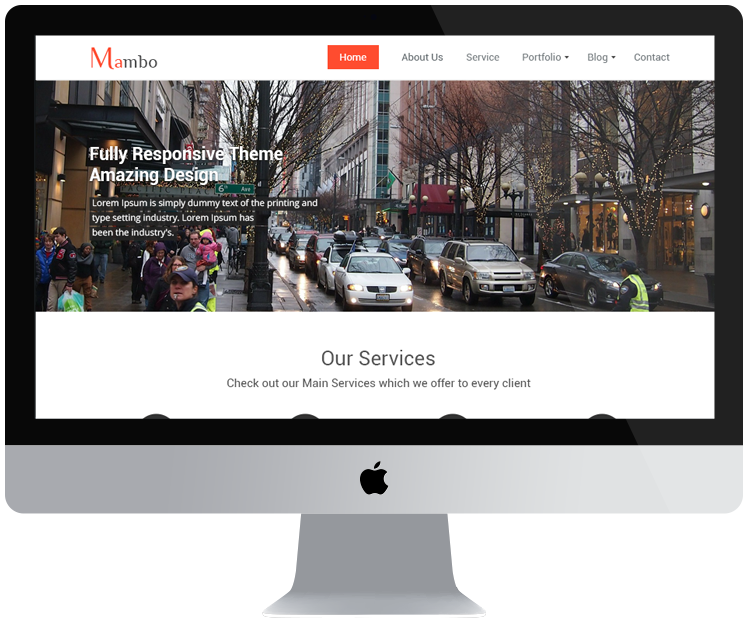 Mambo
Home
About Us
Service
Portfolio
Blog
Contact
Fully Responsive Theme
Amazing Design
6th Ave
Lorem Ipsum is simply dummy text of the printing and
type setting industry. Lorem Ipsum has
been the industry's.
Our Services
Check out our Main Services which we offer to every client